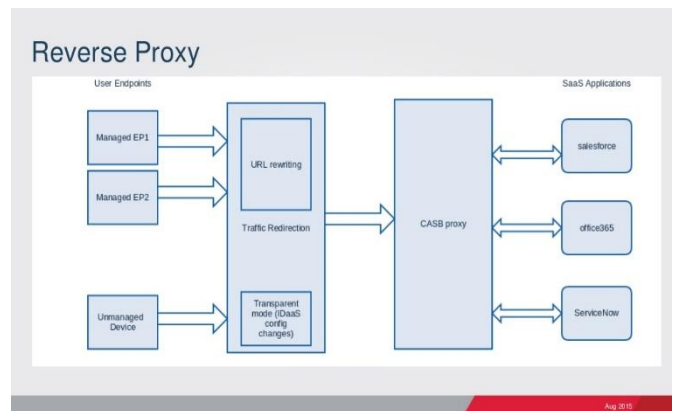 Reverse Proxy
User Endpoints
SaaS Applications
Managed EP1
Managed EP2
Unmanaged
Device
URL rewriting
Traffic Redirection
Transparent
mode (IDaaS
config
changes)
CASB proxy
salesforce
office365
ServiceNow
Aug 2015